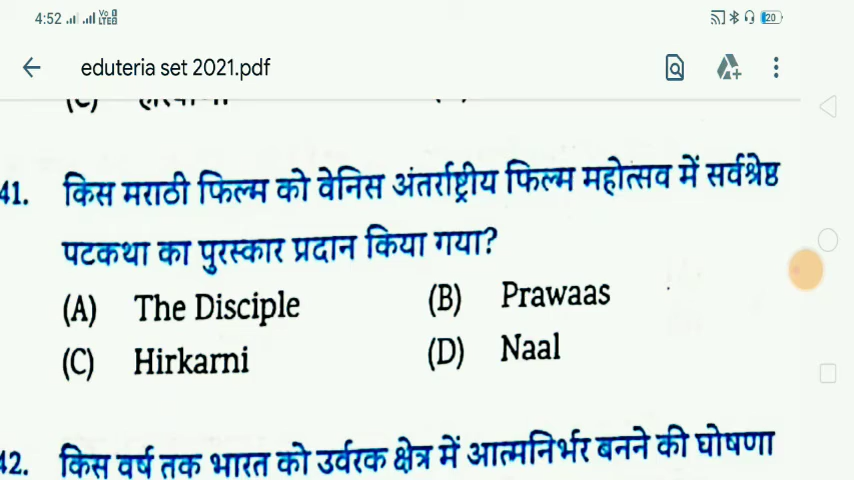 4:52
20
eduteria set 2021.pdf
41. किस मराठी फिल्म को वेनिस अंतर्राष्ट्रीय फिल्म महोत्सव में सर्वश्रेष्ठ
पटकथा का पुरस्कार प्रदान किया गया?
(A) The Disciple (B) Prawaas
(C) Hirkarni (D) Naal
42. किस वर्ष तक भारत को उर्वरक क्षेत्र में आत्मनिर्भर बनने की घोषणा